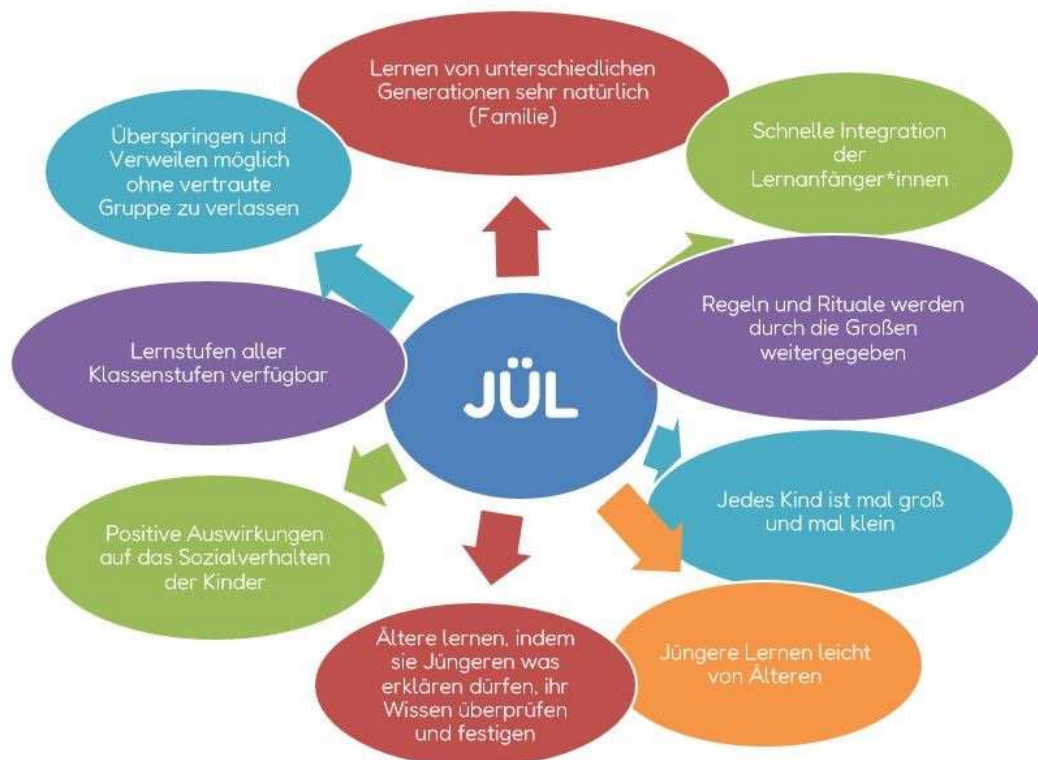 Lernen von unterschiedlichen
Generationen sehr natürlich
(Familie)
Schnelle Integration
der
Lernanfänger*innen
Regeln und Rituale werden
durch die Großen
weitergegeben
Jedes Kind ist mal groß
und mal klein
Jüngere Lernen leicht
von Älteren
Ältere lernen, indem
sie Jüngeren was
erklären dürfen, ihr
Wissen überprüfen
und festigen
Positive Auswirkungen
auf das Sozialverhalten
der Kinder
Lernstufen aller
Klassenstufen verfügbar
Überspringen und
Verweilen möglich
ohne vertraute
Gruppe zu verlassen
JÜL